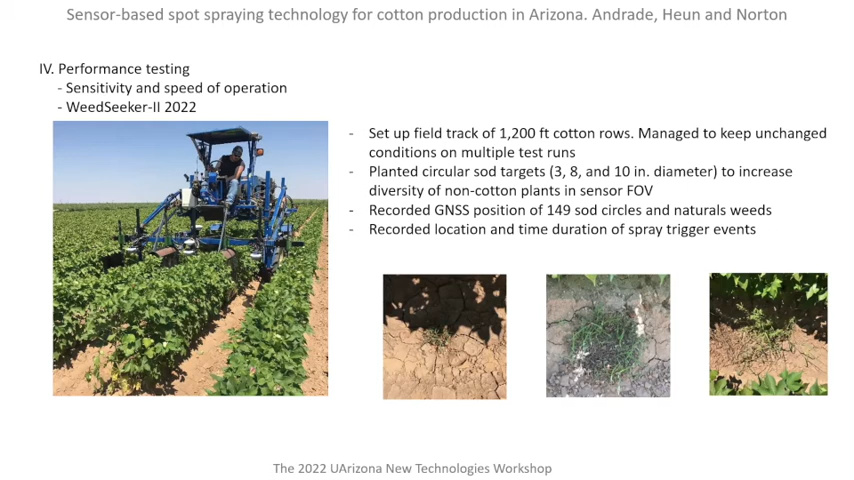 Sensor-based spot spraying technology for cotton production in Arizona. Andrade, Heun and Norton
IV. Performance testing
- Sensitivity and speed of operation
- WeedSeeker-II 2022
- Set up field track of 1,200 ft cotton rows. Managed to keep unchanged
conditions on multiple test runs
- Planted circular sod targets (3, 8, and 10 in. diameter) to increase
diversity of non-cotton plants in sensor FOV
- Recorded GNSS position of 149 sod circles and naturals weeds
- Recorded location and time duration of spray trigger events
The 2022 UArizona New Technologies Workshop